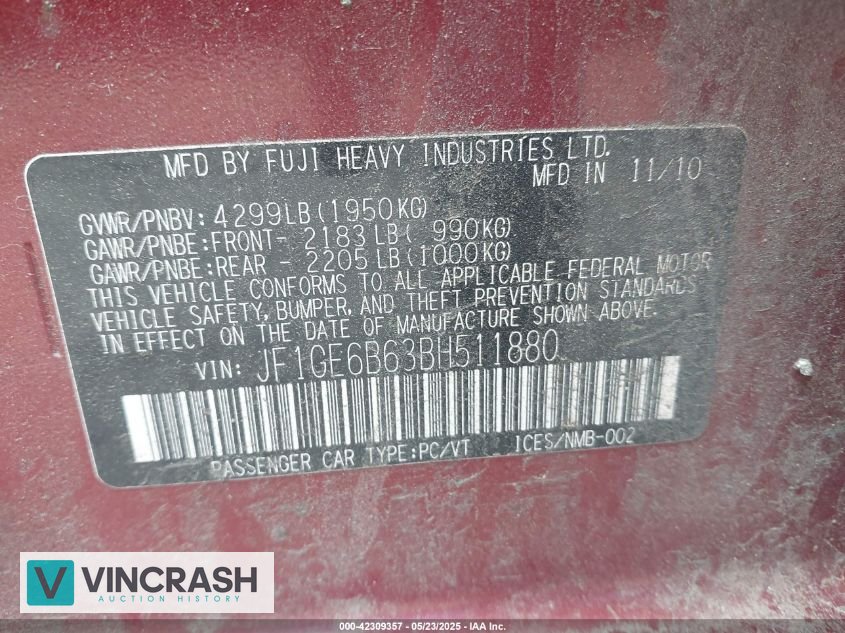 MFD BY FUJI HEAVY INDUSTRIES LTD.
MFD IN 11/10
GVWR/PNBV: 4299LB(1950KG)
GAWR/PNBE:FRONT- 2183LB( 990KG)
GAWR/PNBE:REAR - 2205LB(1000KG)
THIS VEHICLE CONFORMS TO ALL APPLICABLE FEDERAL MOTOR
VEHICLE SAFETY, BUMPER, AND THEFT PREVENTION STANDARDS
IN EFFECT ON THE DATE OF MANUFACTURE SHOWN ABOVE.
VIN: JF1GE6B63BH511880
PASSENGER CAR TYPE:PC/VT ICES/NMB-002
V VINCRASH
AUCTION HISTORY
000-42309357 - 05/23/2025 - IAA Inc.